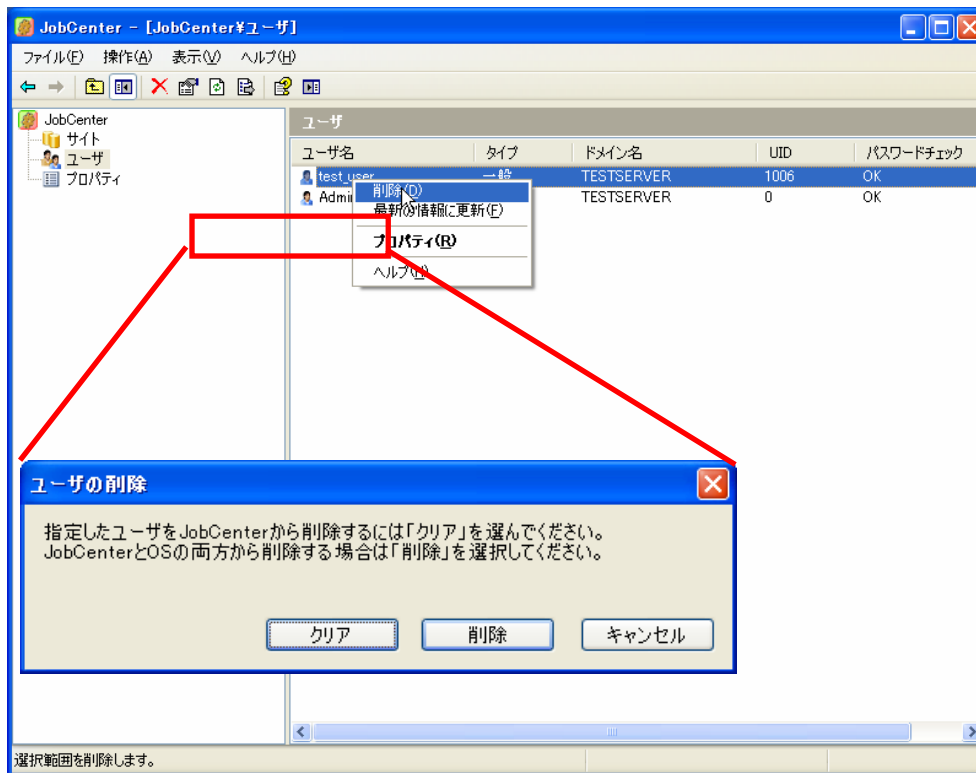 JobCenter - [JobCenter¥ユーザ]
ファイル(F) 操作(A) 表示(V) ヘルプ(H)
JobCenter
サイト
ユーザ
プロパティ
ユーザ
ユーザ名 タイプ ドメイン名 UID パスワードチェック
test_user 一般 TESTSERVER 1006 OK
Admi TESTSERVER 0 OK
削除(D)
最新の情報に更新(F)
プロパティ(R)
ヘルプ(H)
ユーザの削除
指定したユーザをJobCenterから削除するには「クリア」を選んでください。
JobCenterとOSの両方から削除する場合は「削除」を選択してください。
クリア 削除 キャンセル
選択範囲を削除します。